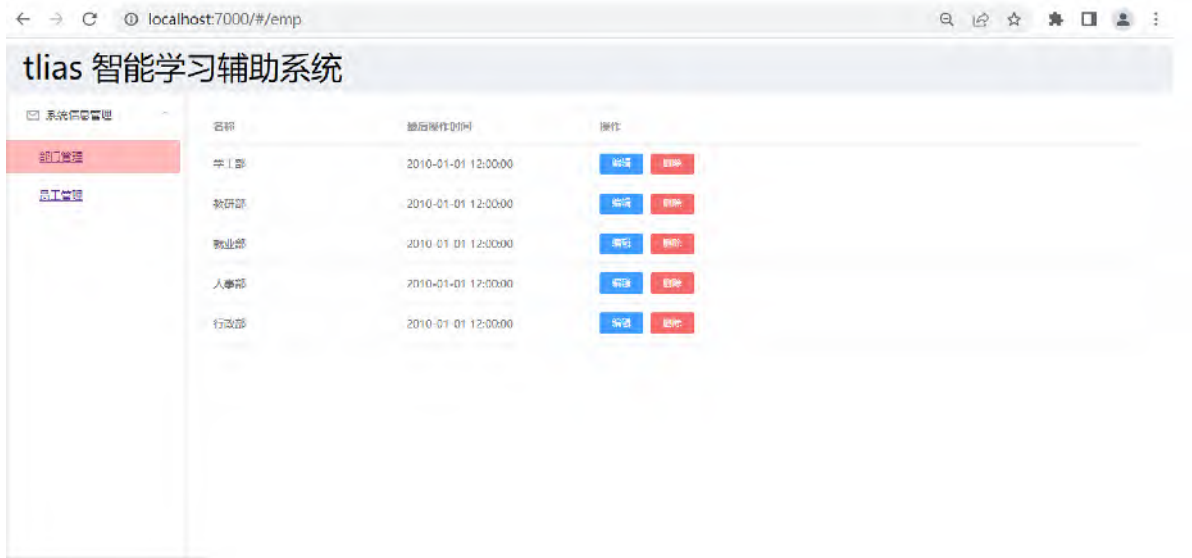 localhost:7000/#/emp
tlias 智能学习辅助系统
系统信息管理
部门管理
员工管理
名称 最后操作时间 操作
学工部 2010-01-01 12:00:00 编辑 删除
教研部 2010-01-01 12:00:00 编辑 删除
就业部 2010-01-01 12:00:00 编辑 删除
人事部 2010-01-01 12:00:00 编辑 删除
行政部 2010-01-01 12:00:00 编辑 删除